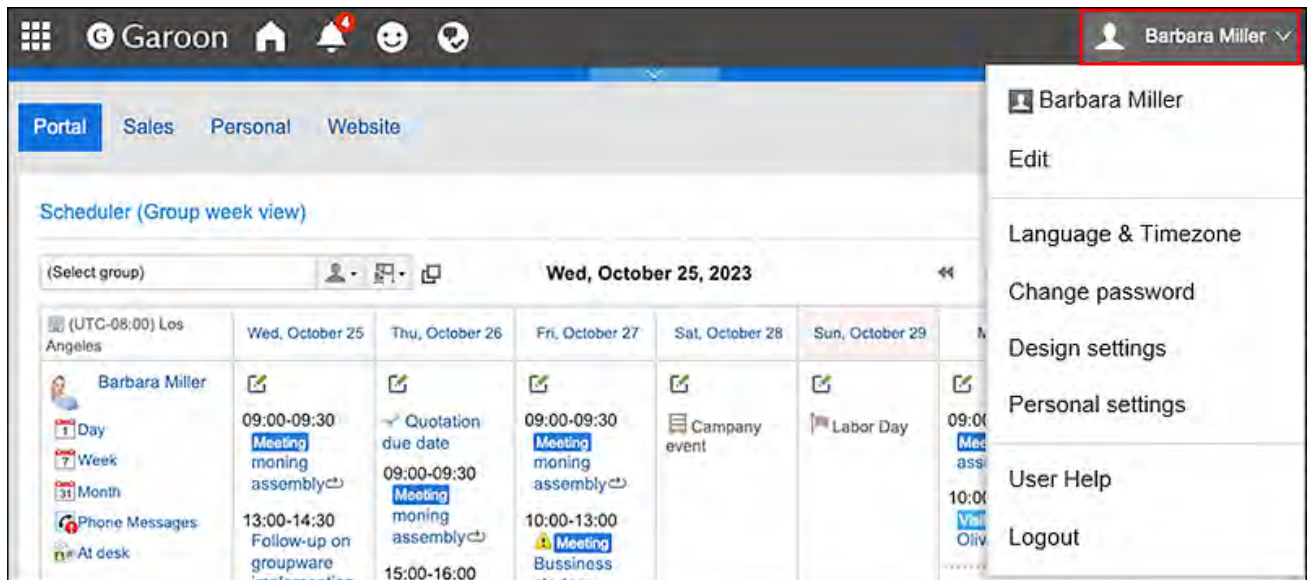 Garoon
4
Barbara Miller
Portal Sales Personal Website
Scheduler (Group week view)
(Select group)
Wed, October 25, 2023
(UTC-08:00) Los
Angeles
Wed, October 25
Thu, October 26
Fri, October 27
Sat, October 28
Sun, October 29
Barbara Miller
Day
Week
Month
Phone Messages
At desk
09:00-09:30
Meeting
moning
assembly
13:00-14:30
Follow-up on
groupware
Quotation
due date
09:00-09:30
Meeting
moning
assembly
15:00-16:00
09:00-09:30
Meeting
moning
assembly
10:00-13:00
Meeting
Bussiness
Campany
event
Labor Day
Barbara Miller
Edit
Language & Timezone
Change password
Design settings
Personal settings
User Help
Logout